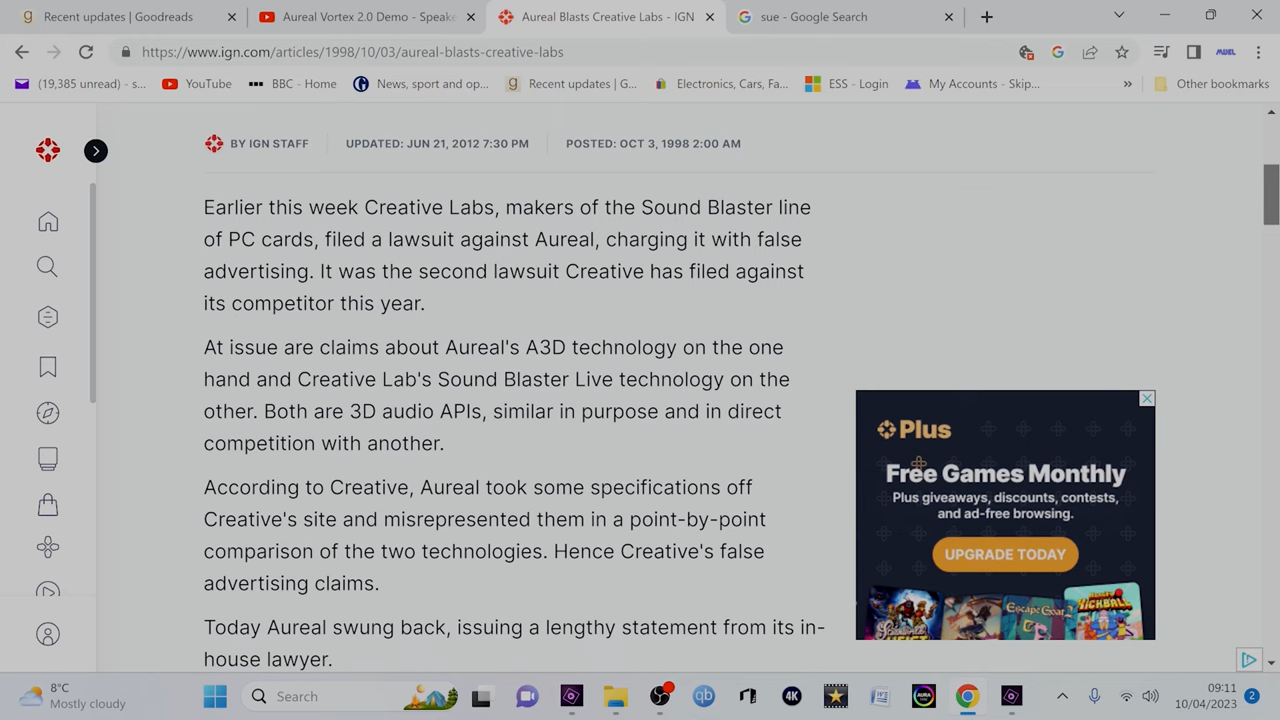 Recent updates | Goodreads
Aureal Vortex 2.0 Demo - Speake
Aureal Blasts Creative Labs - IGN
sue - Google Search
https://www.ign.com/articles/1998/10/03/aureal-blasts-creative-labs
(19,385 unread) - s...
YouTube
BBC - Home
News, sport and op...
Recent updates | G...
Electronics, Cars, Fa...
ESS - Login
My Accounts - Skip...
Other bookmarks
BY IGN STAFF
UPDATED: JUN 21, 2012 7:30 PM
POSTED: OCT 3, 1998 2:00 AM
Earlier this week Creative Labs, makers of the Sound Blaster line
of PC cards, filed a lawsuit against Aureal, charging it with false
advertising. It was the second lawsuit Creative has filed against
its competitor this year.
At issue are claims about Aureal's A3D technology on the one
hand and Creative Lab's Sound Blaster Live technology on the
other. Both are 3D audio APIs, similar in purpose and in direct
competition with another.
According to Creative, Aureal took some specifications off
Creative's site and misrepresented them in a point-by-point
comparison of the two technologies. Hence Creative's false
advertising claims.
Today Aureal swung back, issuing a lengthy statement from its in-
house lawyer.
Plus
Free Games Monthly
Plus giveaways, discounts, contests,
and ad-free browsing.
UPGRADE TODAY
8°C
Mostly cloudy
Search
qb
4K
AURA
09:11
10/04/2023
2